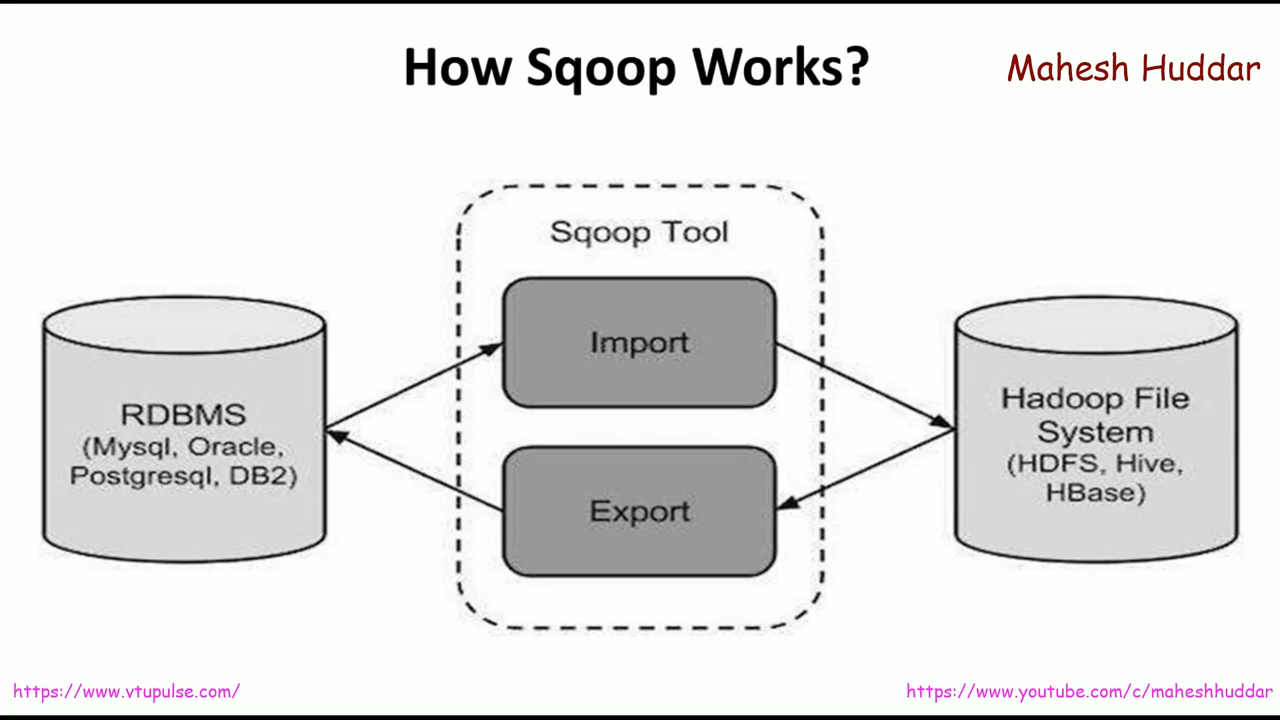 How Sqoop Works?
Mahesh Huddar
Sqoop Tool
Import
RDBMS
(Mysql, Oracle,
Postgresql, DB2)
Hadoop File
System
(HDFS, Hive,
HBase)
Export
https://www.vtupulse.com/
https://www.youtube.com/c/maheshhuddar